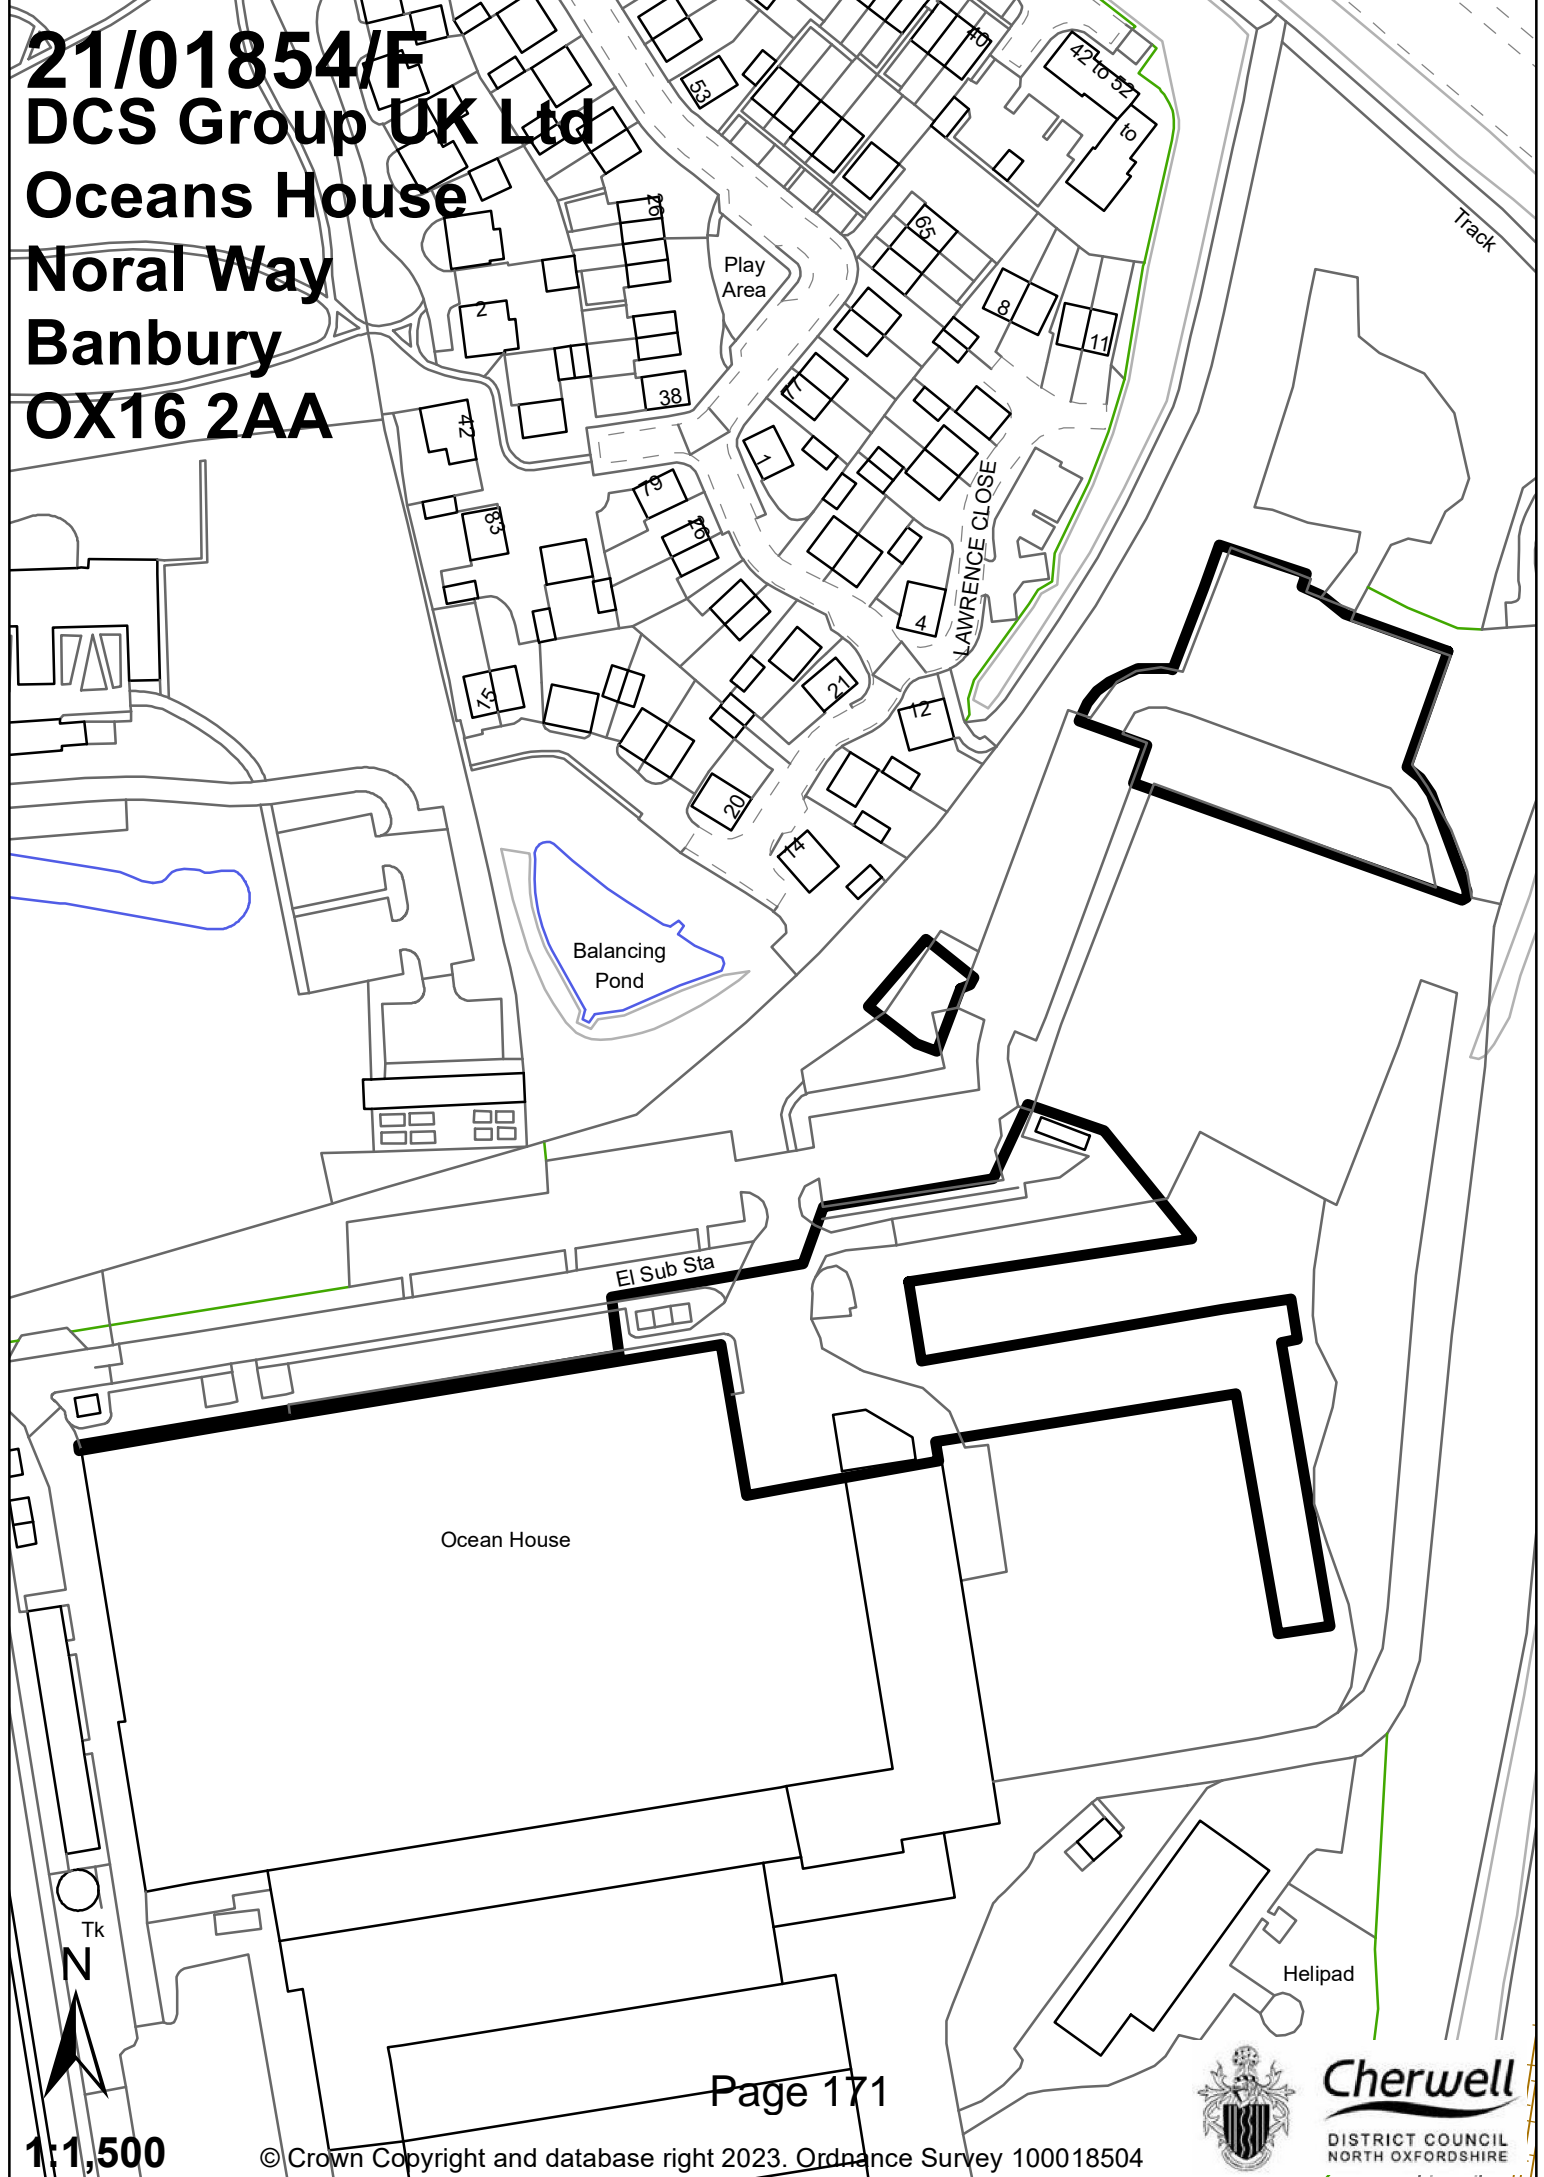 21/01854/F
DCS Group UK Ltd
Oceans House
Noral Way
Banbury
OX16 2AA
40
42 to 52
to
53
26
65
Track
Play
Area
2
8
11
38
77
42
1
79
26
83
LAWRENCE CLOSE
4
15
21
12
20
14
Balancing
Pond
El Sub Sta
Ocean House
Tk
N
Helipad
Page 171
1:1,500
© Crown Copyright and database right 2023. Ordnance Survey 100018504
Cherwell
DISTRICT COUNCIL
NORTH OXFORDSHIRE